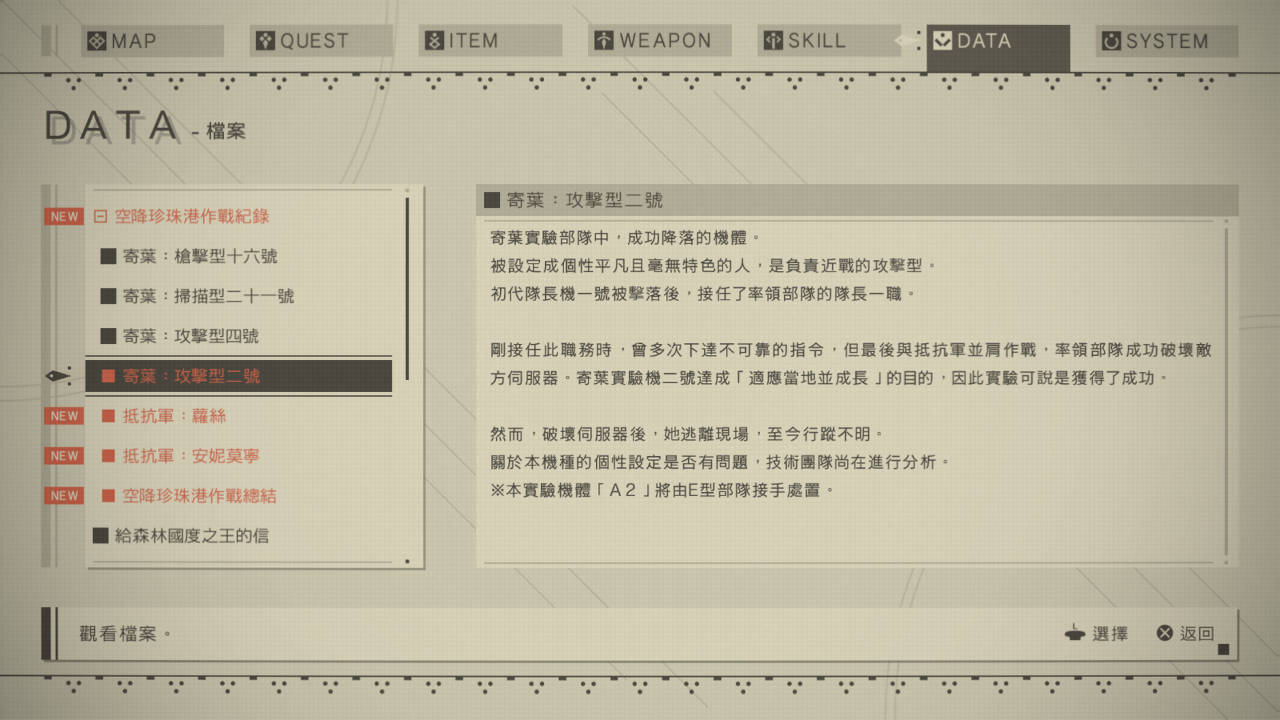 MAP
QUEST
ITEM
WEAPON
SKILL
DATA
SYSTEM
DATA - 檔案
NEW 空降珍珠港作戰紀錄
寄葉：槍擊型十六號
寄葉：掃描型二十一號
寄葉：攻擊型四號
寄葉：攻擊型二號
NEW 抵抗軍：蘿絲
NEW 抵抗軍：安妮莫寧
NEW 空降珍珠港作戰總結
給森林國度之王的信
寄葉：攻擊型二號
寄葉實驗部隊中，成功降落的機體。
被設定成個性平凡且毫無特色的人，是負責近戰的攻擊型。
初代隊長機一號被擊落後，接任了率領部隊的隊長一職。
剛接任此職務時，曾多次下達不可靠的指令，但最後與抵抗軍並肩作戰，率領部隊成功破壞敵
方伺服器。寄葉實驗機二號達成「適應當地並成長」的目的，因此實驗可說是獲得了成功。
然而，破壞伺服器後，她逃離現場，至今行蹤不明。
關於本機種的個性設定是否有問題，技術團隊尚在進行分析。
※本實驗機體「A2」將由E型部隊接手處置。
觀看檔案。
L 選擇
返回